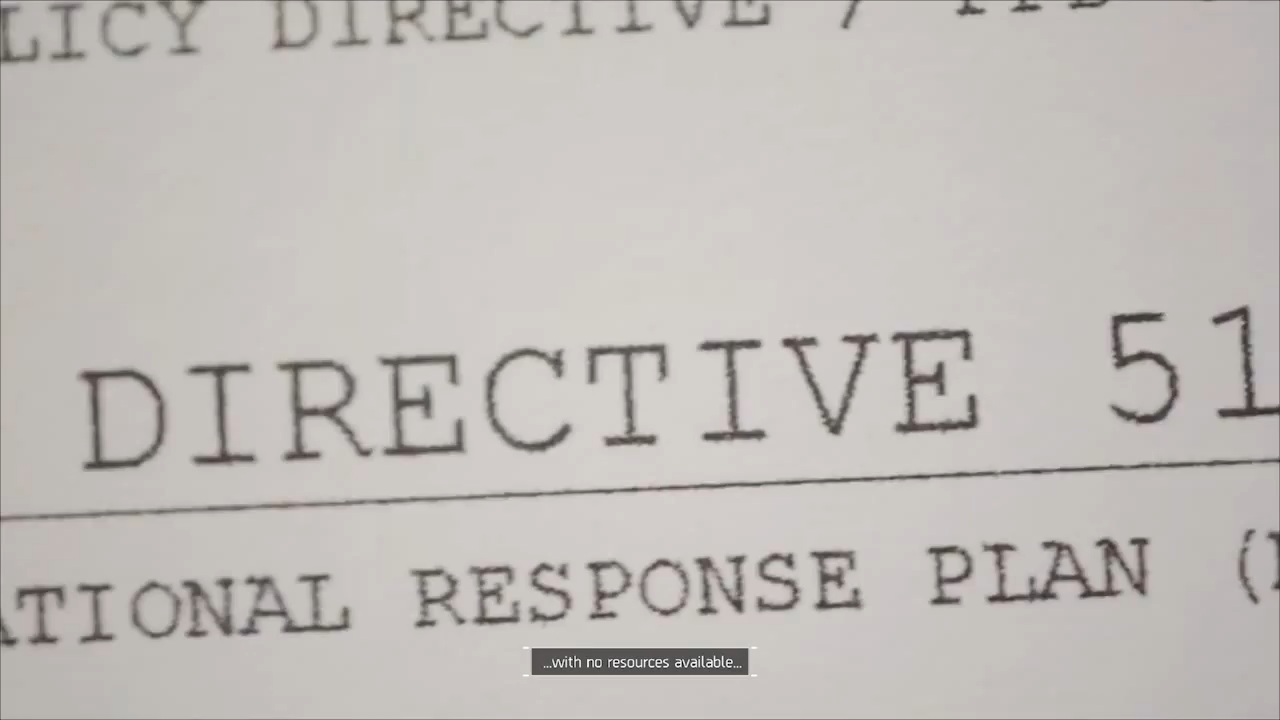 LICY DIRECTIVE /
DIRECTIVE 51
ATIONAL RESPONSE PLAN (
...with no resources available...